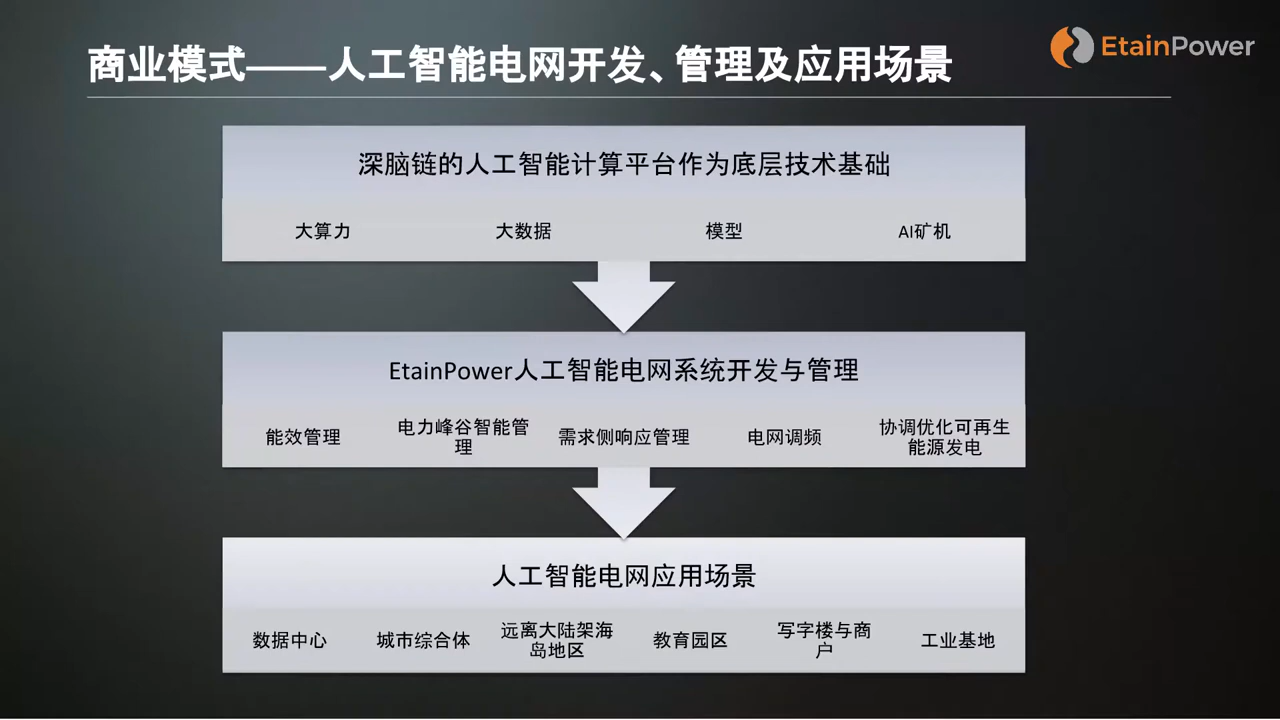 商业模式——人工智能电网开发、管理及应用场景
EtainPower
深脑链的人工智能计算平台作为底层技术基础
大算力
大数据
模型
AI矿机
EtainPower人工智能电网系统开发与管理
能效管理
电力峰谷智能管
理
需求侧响应管理
电网调频
协调优化可再生
能源发电
人工智能电网应用场景
数据中心
城市综合体
远离大陆架海
岛地区
教育园区
写字楼与商
户
工业基地